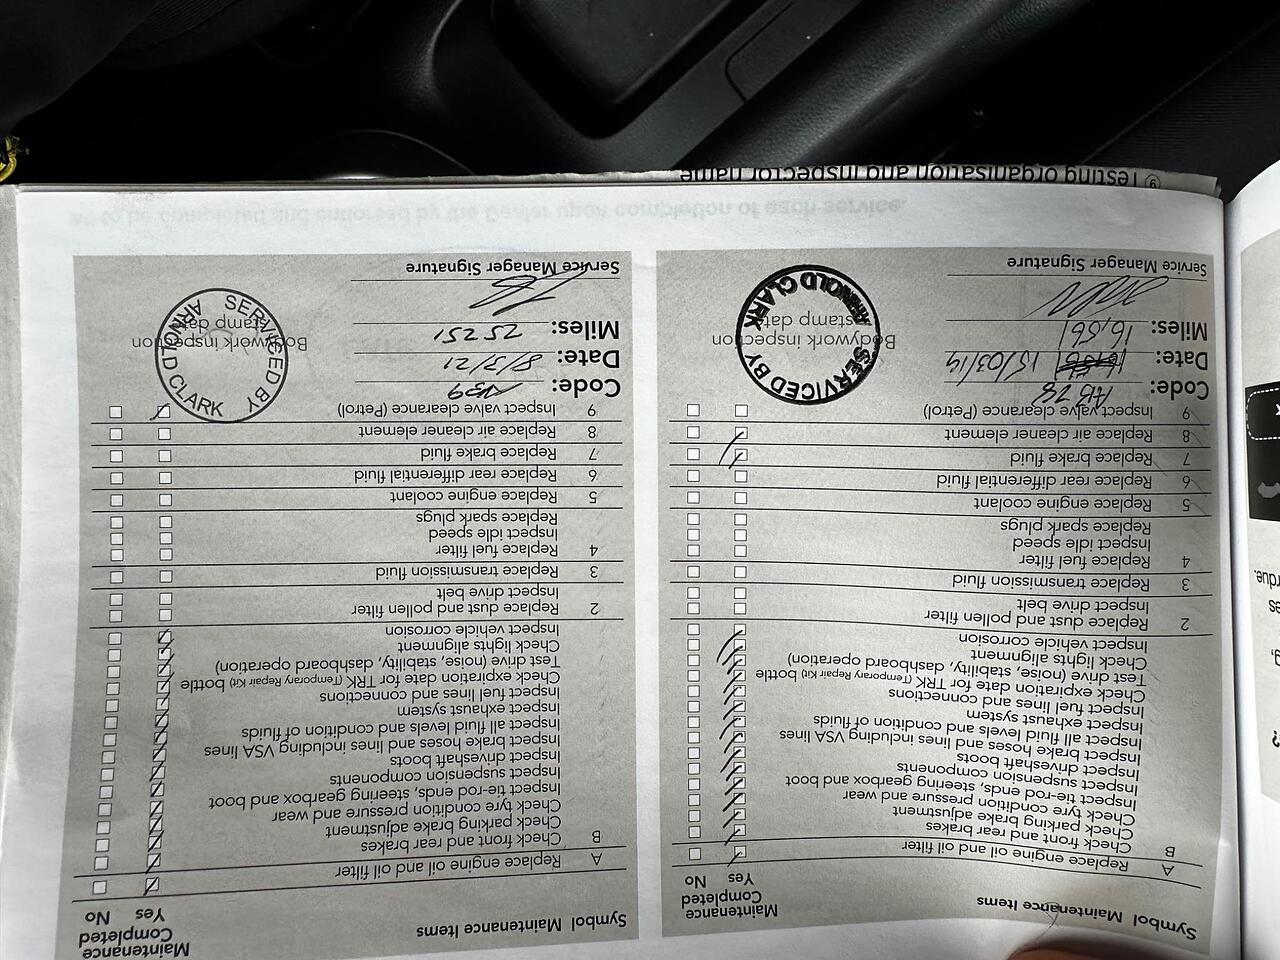 Symbol Maintenance Items
Maintenance Completed
Yes No
A Replace engine oil and oil filter
B Check front and rear brakes
Check parking brake adjustment
Check tyre condition pressure and wear
Inspect tie-rod ends, steering gearbox and boot
Inspect suspension components
Inspect driveshaft boots
Inspect brake hoses and lines including VSA lines
Inspect all fluid levels and condition of fluids
Inspect exhaust system
Inspect fuel lines and connections
Check expiration date for TRK (Temporary Repair Kit) bottle
Test drive (noise, stability, dashboard operation)
Check lights alignment
Inspect vehicle corrosion
2 Replace dust and pollen filter
Inspect drive belt
3 Replace transmission fluid
4 Replace fuel filter
Inspect idle speed
Replace spark plugs
5 Replace engine coolant
6 Replace rear differential fluid
7 Replace brake fluid
8 Replace air cleaner element
9 Inspect valve clearance (Petrol)
Code:
Date: 15/03/19
Miles: 16,561
Service Manager Signature
Bodywork inspection
stamp date
SERVICED BY
ARNOLD CLARK
Symbol Maintenance Items
Maintenance Completed
Yes No
A Replace engine oil and oil filter
B Check front and rear brakes
Check parking brake adjustment
Check tyre condition pressure and wear
Inspect tie-rod ends, steering gearbox and boot
Inspect suspension components
Inspect driveshaft boots
Inspect brake hoses and lines including VSA lines
Inspect all fluid levels and condition of fluids
Inspect exhaust system
Inspect fuel lines and connections
Check expiration date for TRK (Temporary Repair Kit) bottle
Test drive (noise, stability, dashboard operation)
Check lights alignment
Inspect vehicle corrosion
2 Replace dust and pollen filter
Inspect drive belt
3 Replace transmission fluid
4 Replace fuel filter
Inspect idle speed
Replace spark plugs
5 Replace engine coolant
6 Replace rear differential fluid
7 Replace brake fluid
8 Replace air cleaner element
9 Inspect valve clearance (Petrol)
Code: AB9
Date: 8/3/21
Miles: 25251
Service Manager Signature
Bodywork inspection
stamp date
SERVICED BY
ARNOLD CLARK
to be completed and endorsed by the Dealer upon completion of each service.
9 Testing organisation and inspector name